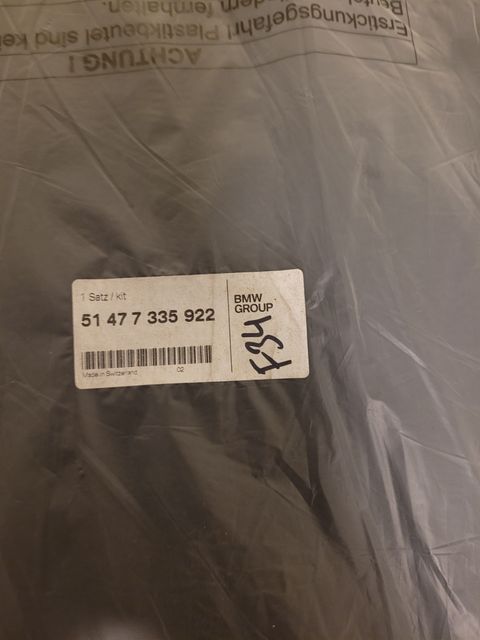 ACHTUNG !
Erstickungsgefahr! Plastikbeutel sind
fernhalten.
1 Satz / kit
51 47 7 335 922
Made in Switzerland
02
BMW
GROUP
F34